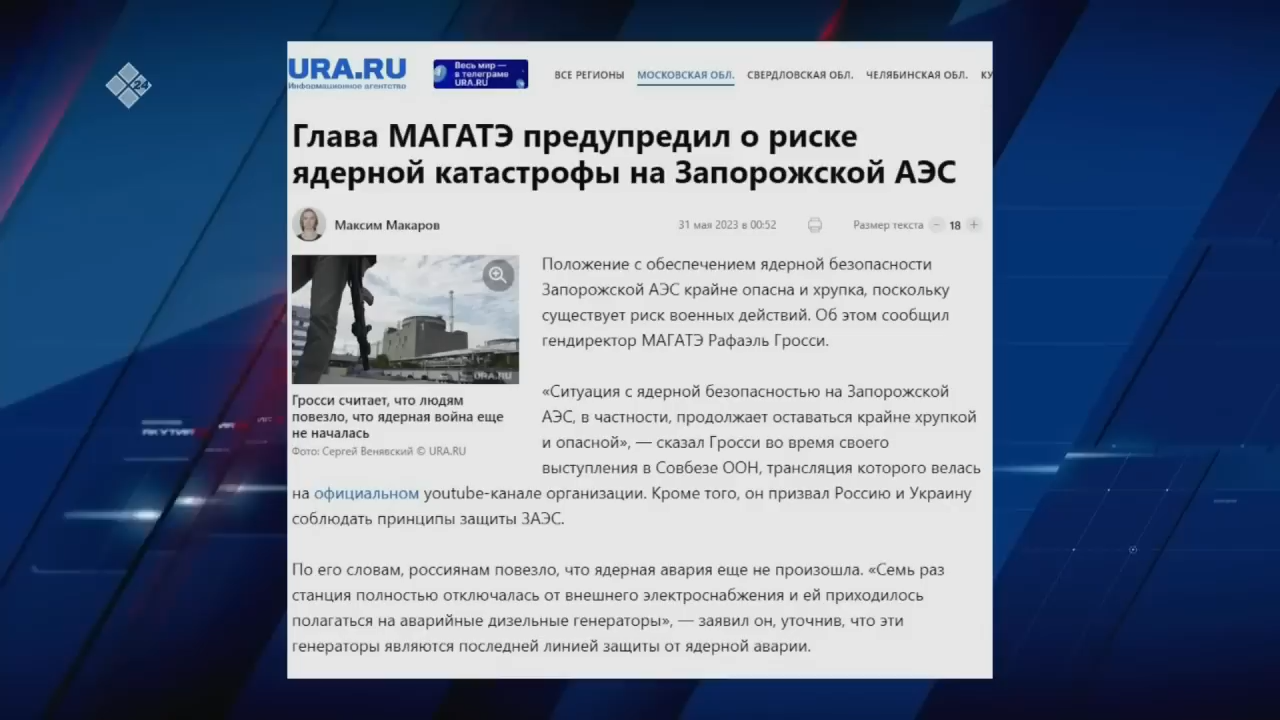 24
URA.RU
Информационное агентство
Весь мир —
в телеграме
URA.RU
ВСЕ РЕГИОНЫ МОСКОВСКАЯ ОБЛ. СВЕРДЛОВСКАЯ ОБЛ. ЧЕЛЯБИНСКАЯ ОБЛ. КУ
Глава МАГАТЭ предупредил о риске
ядерной катастрофы на Запорожской АЭС
Максим Макаров 31 мая 2023 в 00:52 Размер текста − 18 +
URA.RU
Гросси считает, что людям
повезло, что ядерная война еще
не началась
Фото: Сергей Венявский © URA.RU
Положение с обеспечением ядерной безопасности
Запорожской АЭС крайне опасна и хрупка, поскольку
существует риск военных действий. Об этом сообщил
гендиректор МАГАТЭ Рафаэль Гросси.
«Ситуация с ядерной безопасностью на Запорожской
АЭС, в частности, продолжает оставаться крайне хрупкой
и опасной», — сказал Гросси во время своего
выступления в Совбезе ООН, трансляция которого велась
на официальном youtube-канале организации. Кроме того, он призвал Россию и Украину
соблюдать принципы защиты ЗАЭС.
По его словам, россиянам повезло, что ядерная авария еще не произошла. «Семь раз
станция полностью отключалась от внешнего электроснабжения и ей приходилось
полагаться на аварийные дизельные генераторы», — заявил он, уточнив, что эти
генераторы являются последней линией защиты от ядерной аварии.
ЯКУТИЯ